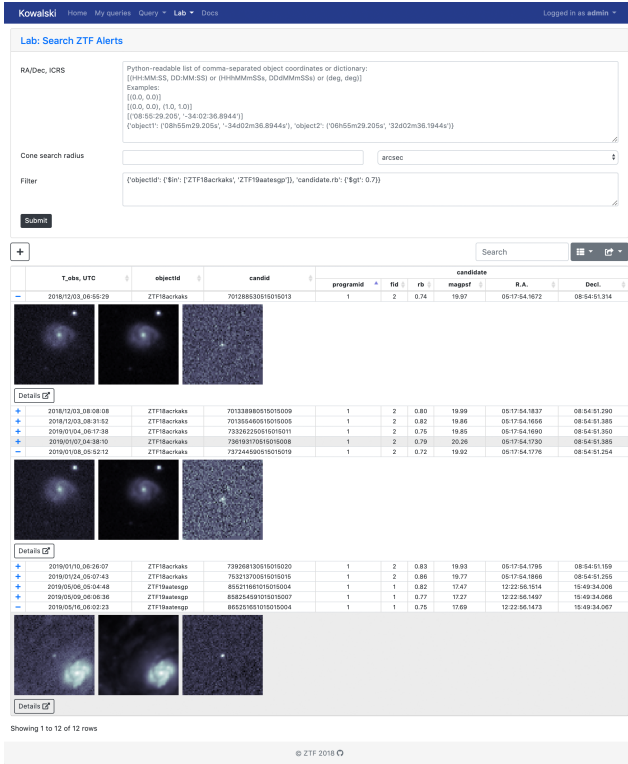 Kowalski Home My queries Query Lab Docs Logged in as admin
Lab: Search ZTF Alerts
RA/Dec, ICRS
Python-readable list of comma-separated object coordinates or dictionary:
[(HH:MM:SS, DD:MM:SS) or (HHhMMmSSs, DDdMMmSSs) or (deg, deg)]
Examples:
[(0.0, 0.0)]
[(0.0, 0.0), (1.0, 1.0)]
[('08:55:29.205', '-34:02:36.8944')]
{'object1': ('08h55m29.205s', '-34d02m36.8944s'), 'object2': ('06h55m29.205s', '32d02m36.1944s')}
Cone search radius arcsec
Filter {'objectId': {'$in': ['ZTF18acrkaks', 'ZTF19aatesgp']}, 'candidate.rb': {'$gt': 0.7}}
Submit
+ Search
candidate
T_obs, UTC objectId candid programid fid rb magpsf R.A. Decl.
− 2018/12/03_06:55:29 ZTF18acrkaks 701288530515015013 1 2 0.74 19.97 05:17:54.1672 08:54:51.314
Details
+ 2018/12/03_08:08:08 ZTF18acrkaks 701338980515015009 1 2 0.80 19.99 05:17:54.1837 08:54:51.290
+ 2018/12/03_08:31:52 ZTF18acrkaks 701355460515015005 1 2 0.82 19.86 05:17:54.1656 08:54:51.385
+ 2019/01/04_06:17:38 ZTF18acrkaks 733262250515015011 1 2 0.75 19.85 05:17:54.1690 08:54:51.350
+ 2019/01/07_04:38:10 ZTF18acrkaks 736193170515015008 1 2 0.79 20.26 05:17:54.1730 08:54:51.385
− 2019/01/08_05:52:12 ZTF18acrkaks 737244590515015019 1 2 0.72 19.92 05:17:54.1776 08:54:51.254
Details
+ 2019/01/10_06:26:07 ZTF18acrkaks 739268130515015020 1 2 0.83 19.93 05:17:54.1795 08:54:51.159
+ 2019/01/24_05:07:43 ZTF18acrkaks 753213700515015015 1 2 0.86 19.77 05:17:54.1866 08:54:51.255
+ 2019/05/06_05:04:48 ZTF19aatesgp 855211661015015004 1 1 0.82 17.47 12:22:56.1514 15:49:34.006
+ 2019/05/09_06:06:36 ZTF19aatesgp 858254591015015007 1 1 0.77 17.27 12:22:56.1497 15:49:34.066
− 2019/05/16_06:02:23 ZTF19aatesgp 865251651015015004 1 1 0.75 17.69 12:22:56.1473 15:49:34.067
Details
Showing 1 to 12 of 12 rows
© ZTF 2018